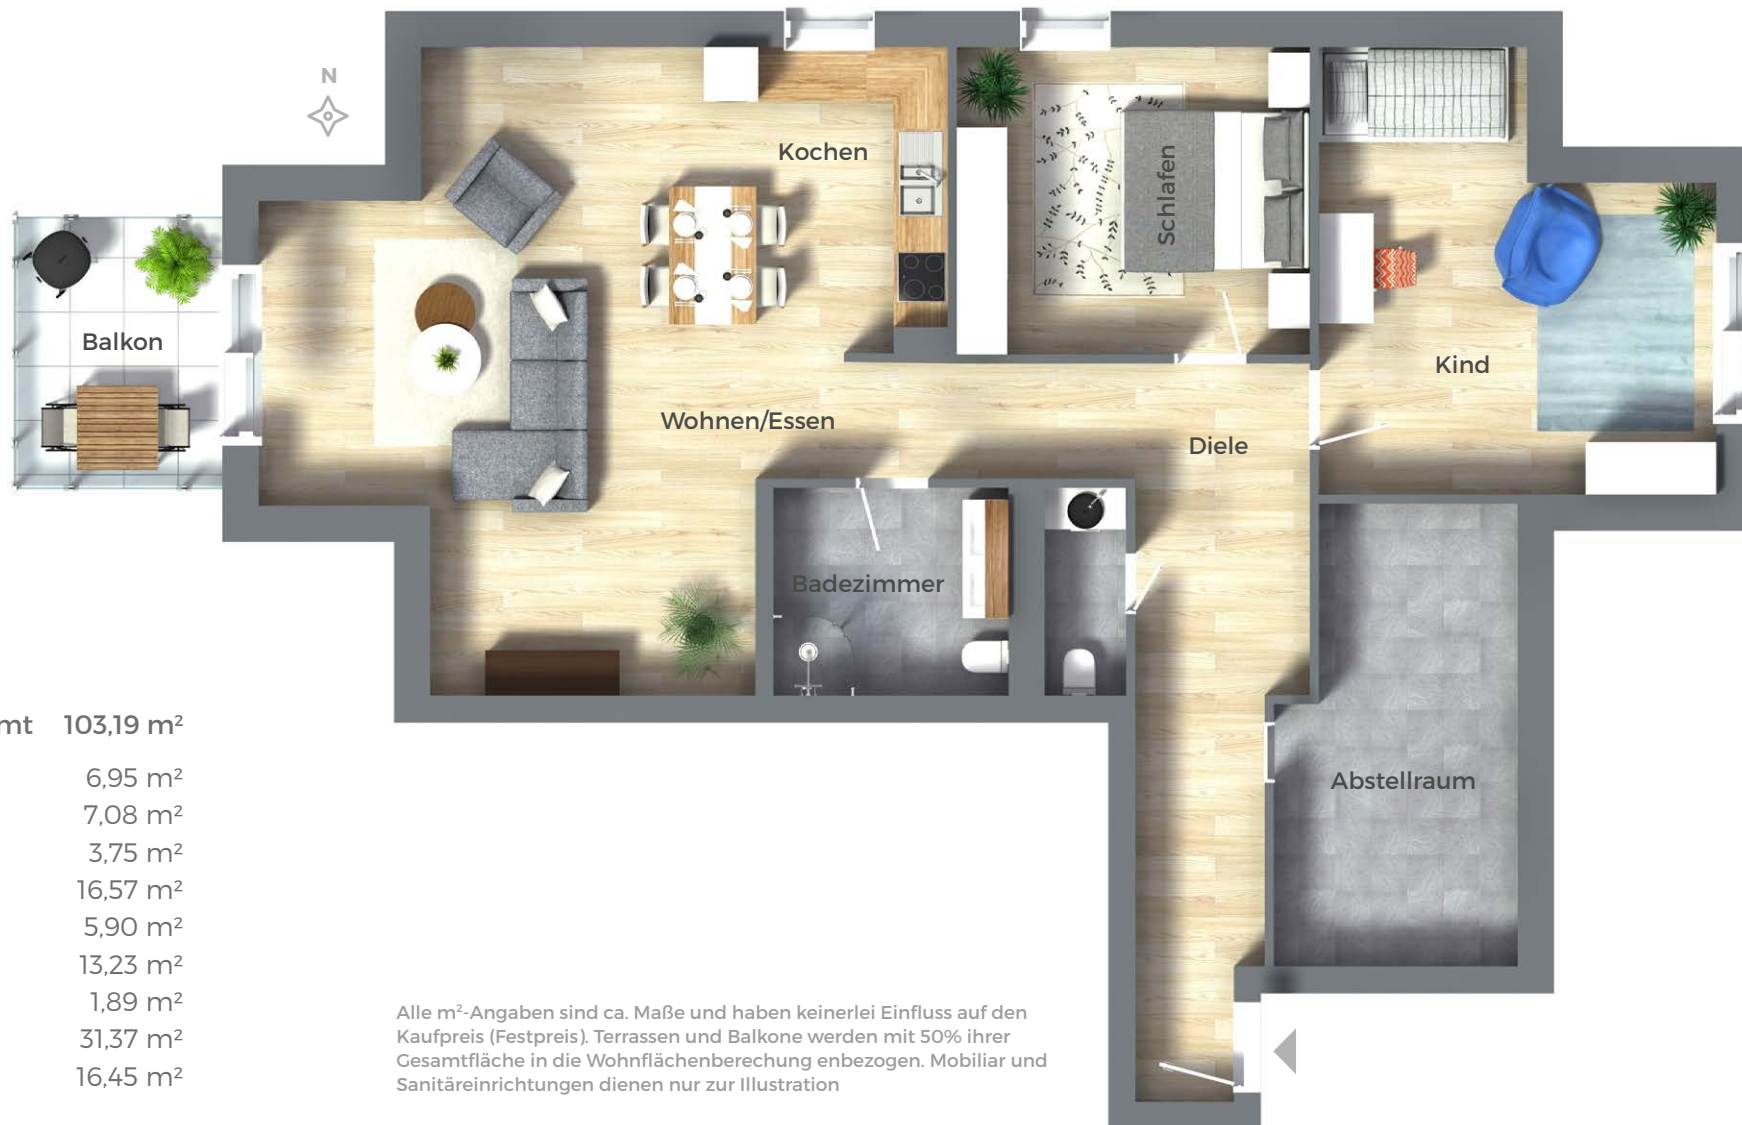 N
Kochen
Schlafen
Balkon
Kind
Wohnen/Essen
Diele
Badezimmer
Abstellraum
mt 103,19 m²
6,95 m²
7,08 m²
3,75 m²
16,57 m²
5,90 m²
13,23 m²
1,89 m²
31,37 m²
16,45 m²
Alle m²-Angaben sind ca. Maße und haben keinerlei Einfluss auf den
Kaufpreis (Festpreis). Terrassen und Balkone werden mit 50% ihrer
Gesamtfläche in die Wohnflächenberechung enbezogen. Mobiliar und
Sanitäreinrichtungen dienen nur zur Illustration